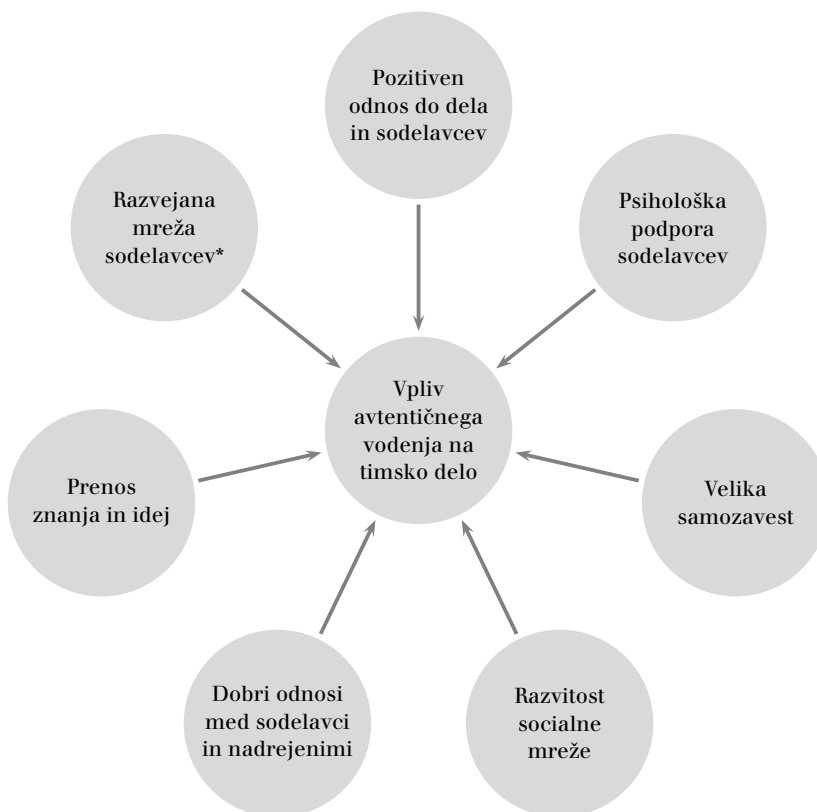 Pozitiven
odnos do dela
in sodelavcev
Razvejana
mreža
sodelavcev*
Psihološka
podpora
sodelavcev
Vpliv
avtentičnega
vodenja na
timsko delo
Prenos
znanja in idej
Velika
samozavest
Dobri odnosi
med sodelavci
in nadrejenimi
Razvitost
socialne
mreže